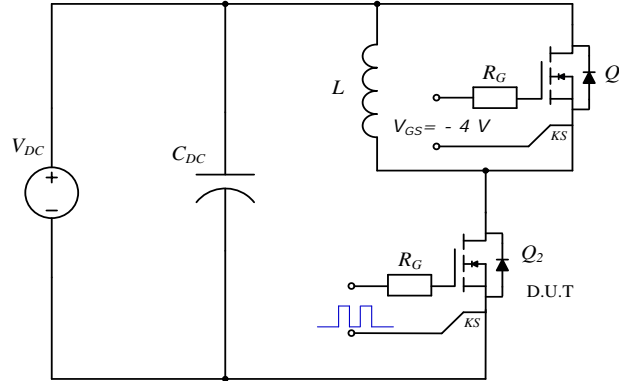 R_G
Q
L
V_GS = - 4 V
V_DC
C_DC
KS
R_G
Q_2
D.U.T
KS